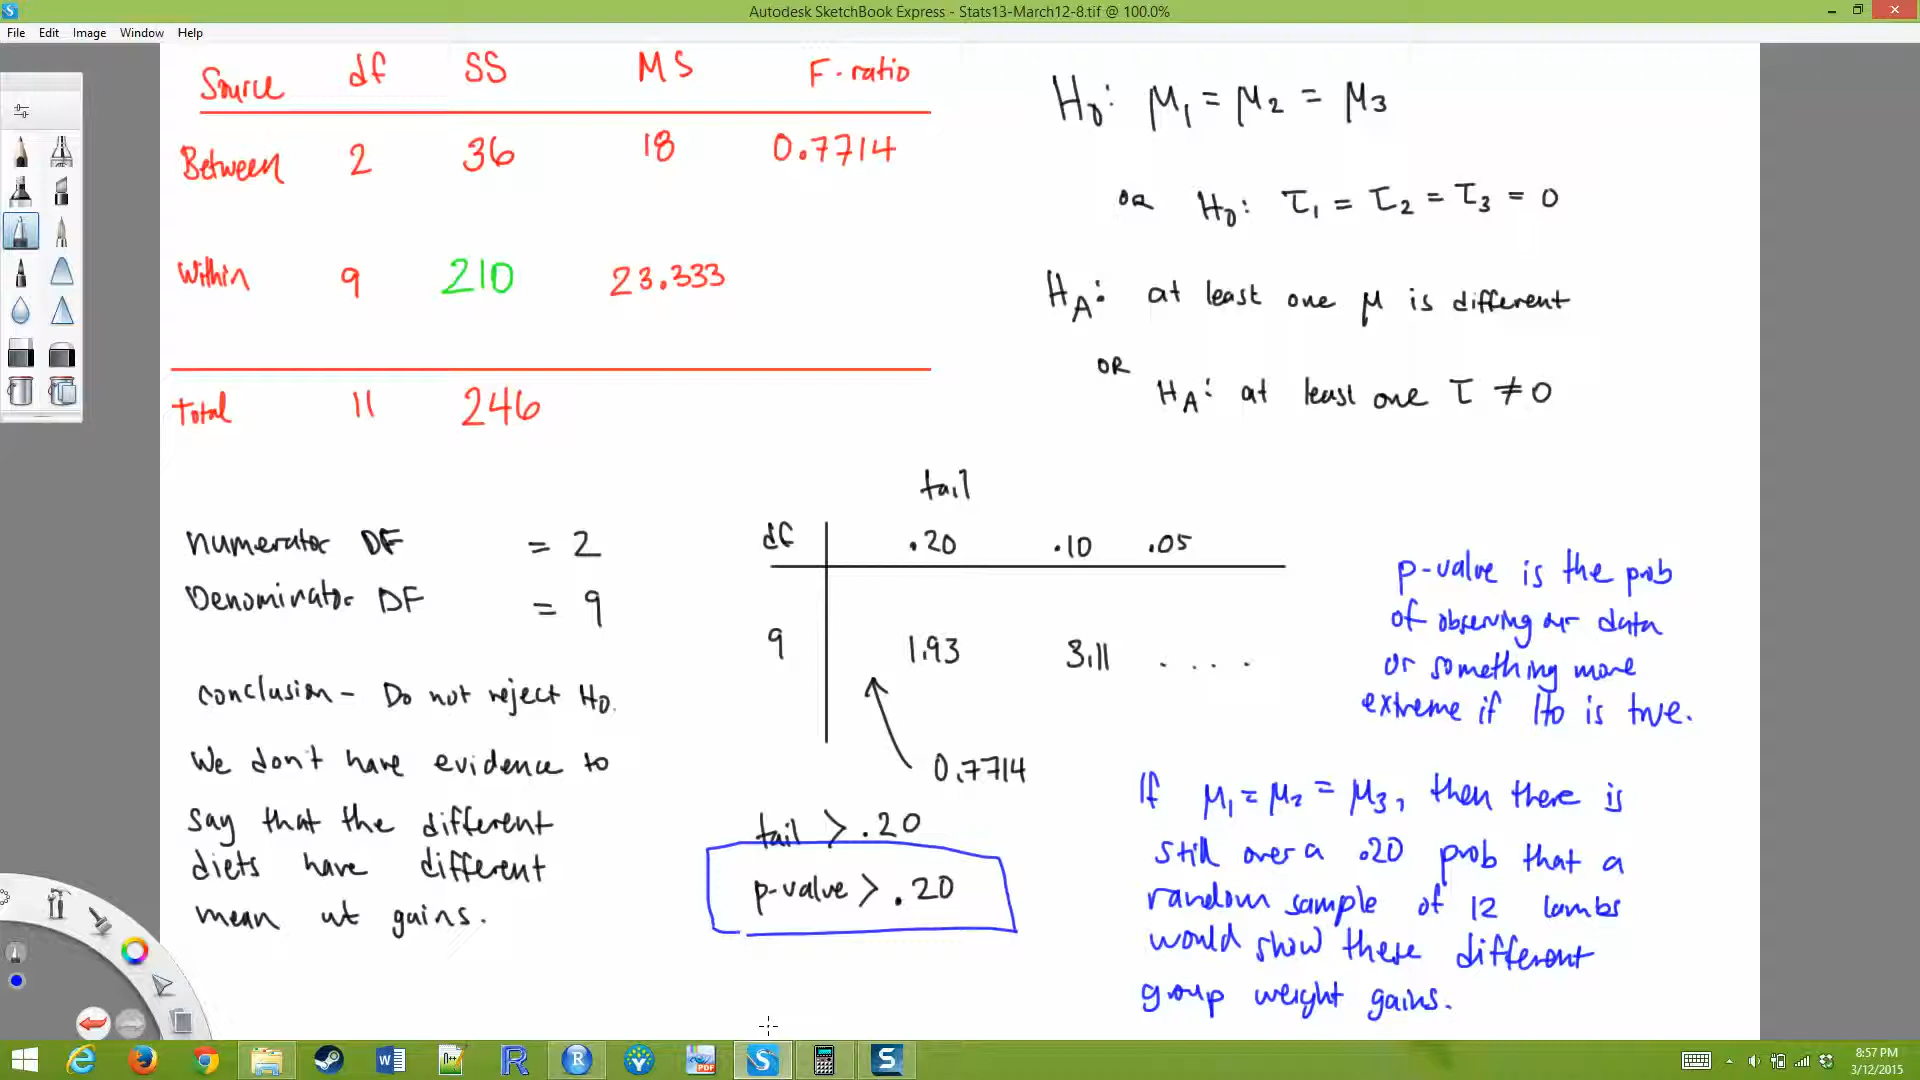 Autodesk SketchBook Express - Stats13-March12-8.tif @ 100.0%
File Edit Image Window Help
Source df SS MS F-ratio
Between 2 36 18 0.7714
Within 9 210 23.333
Total 11 246
H₀: μ₁ = μ₂ = μ₃
OR H₀: τ₁ = τ₂ = τ₃ = 0
H_A: at least one μ is different
OR
H_A: at least one τ ≠ 0
Numerator DF = 2
Denominator DF = 9
conclusion - Do not reject H₀.
We don't have evidence to
say that the different
diets have different
mean wt gains.
tail
df .20 .10 .05
9 1.93 3.11 ....
0.7714
tail > .20
p-value > .20
p-value is the prob
of observing our data
or something more
extreme if H₀ is true.
If μ₁ = μ₂ = μ₃, then there is
still over a .20 prob that a
random sample of 12 lambs
would show these different
group weight gains.
8:57 PM
3/12/2015